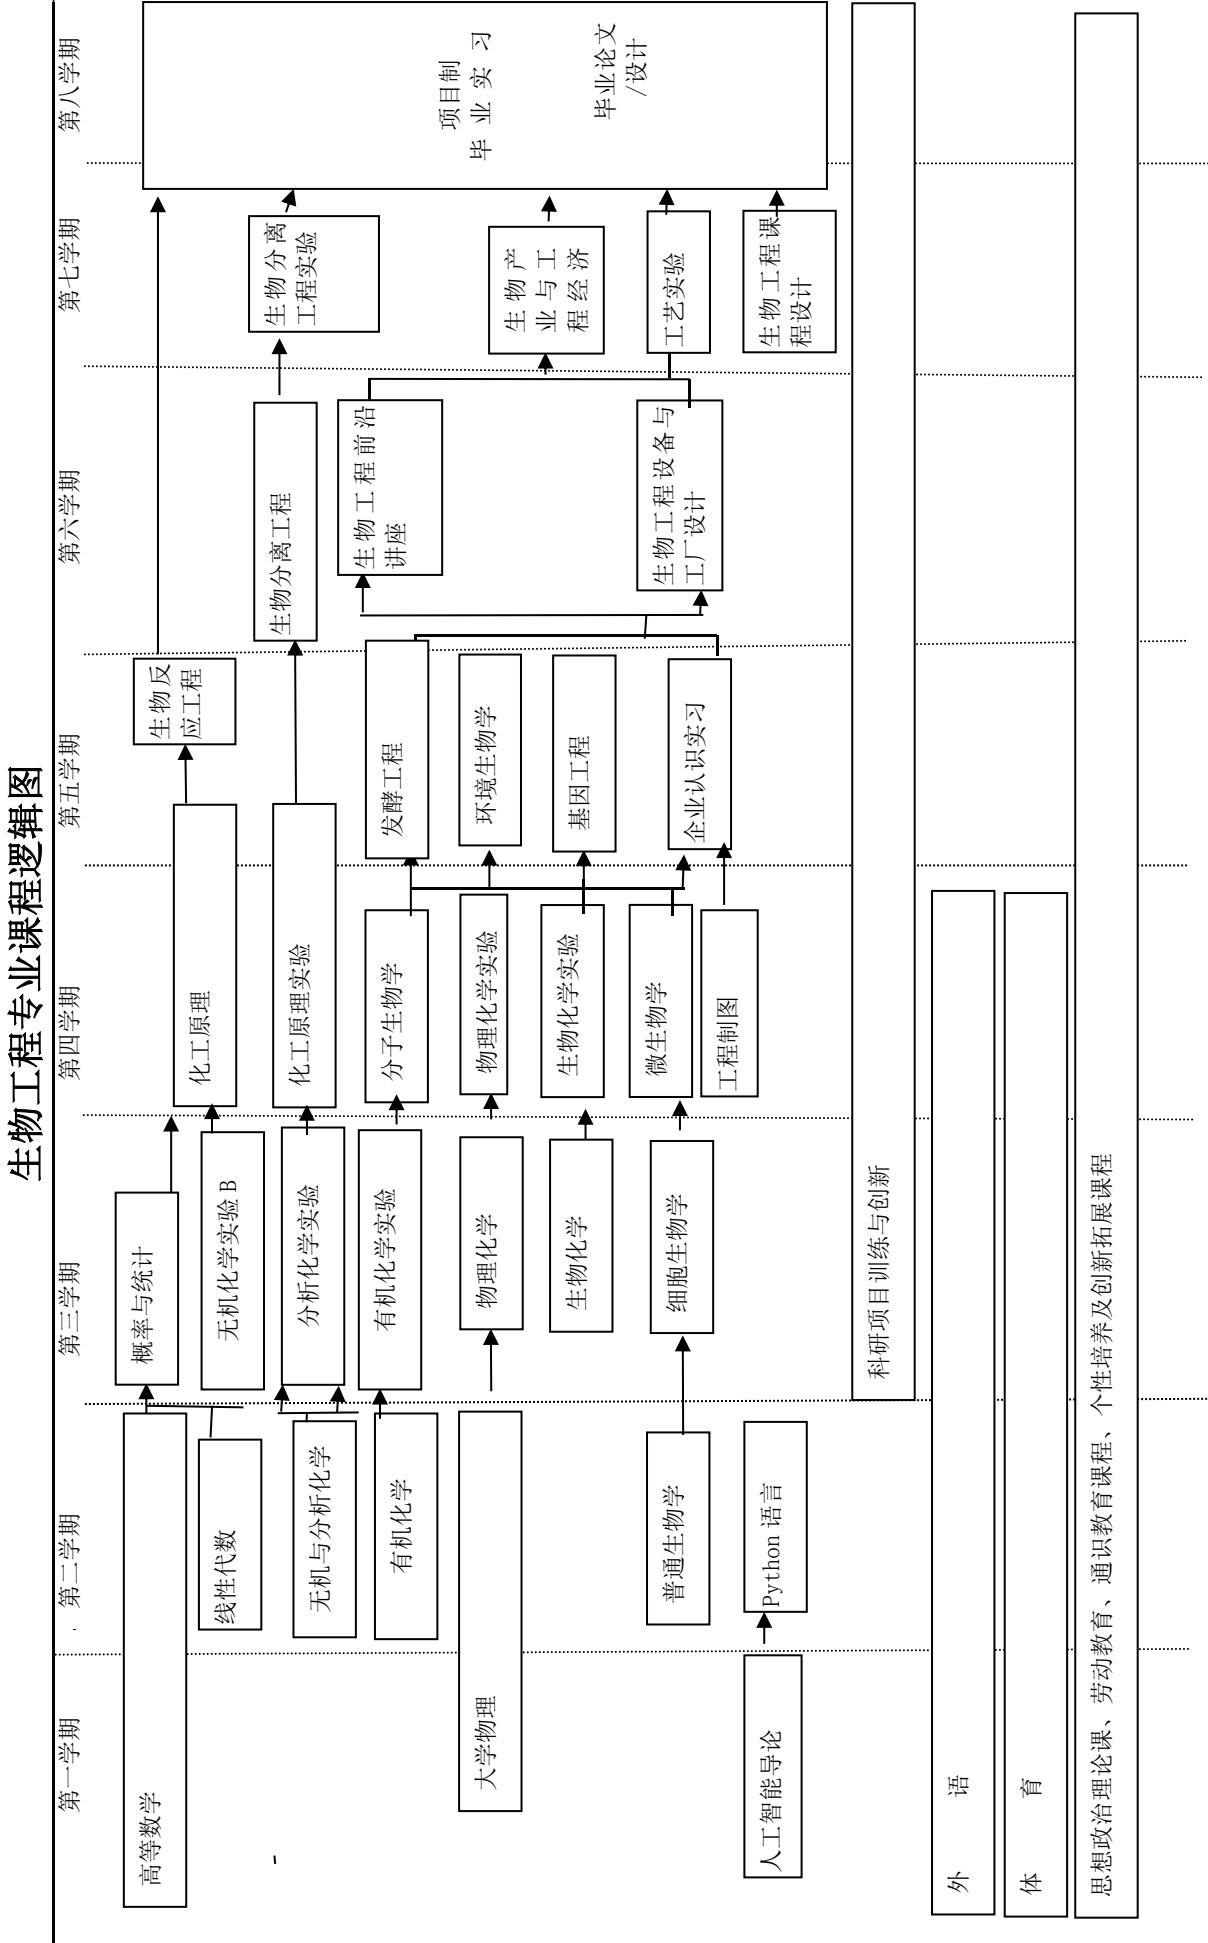 生物工程专业课程逻辑图
第一学期
第二学期
第三学期
第四学期
第五学期
第六学期
第七学期
第八学期
高等数学
线性代数
概率与统计
无机化学实验 B
化工原理
生物反
应工程
无机与分析化学
分析化学实验
化工原理实验
生物分离工程
生物分离
工程实验
有机化学
有机化学实验
分子生物学
发酵工程
生物工程前沿
讲座
大学物理
物理化学
物理化学实验
环境生物学
生物产
业与工
程经济
生物化学
生物化学实验
基因工程
普通生物学
细胞生物学
微生物学
企业认识实习
生物工程设备与
工厂设计
工艺实验
人工智能导论
Python 语言
工程制图
生物工程课
程设计
项目制
毕业实习
毕业论文
/设计
科研项目训练与创新
外语
体育
思想政治理论课、劳动教育、通识教育课程、个性培养及创新拓展课程